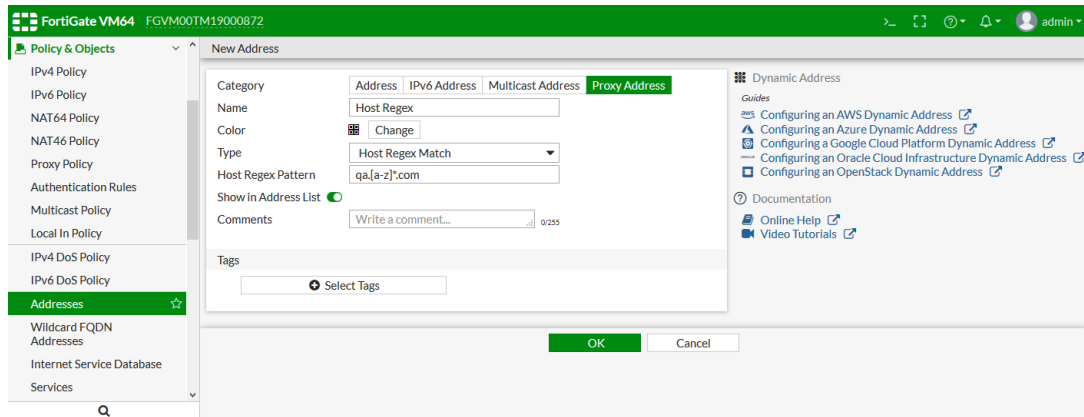 FortiGate VM64 FGVM00TM19000872
>_ admin
Policy & Objects
IPv4 Policy
IPv6 Policy
NAT64 Policy
NAT46 Policy
Proxy Policy
Authentication Rules
Multicast Policy
Local In Policy
IPv4 DoS Policy
IPv6 DoS Policy
Addresses
Wildcard FQDN
Addresses
Internet Service Database
Services
New Address
Category Address IPv6 Address Multicast Address Proxy Address
Name Host Regex
Color Change
Type Host Regex Match
Host Regex Pattern qa.[a-z]*.com
Show in Address List
Comments Write a comment... 0/255
Tags
Select Tags
OK Cancel
Dynamic Address
Guides
aws Configuring an AWS Dynamic Address
Configuring an Azure Dynamic Address
Configuring a Google Cloud Platform Dynamic Address
Configuring an Oracle Cloud Infrastructure Dynamic Address
Configuring an OpenStack Dynamic Address
Documentation
Online Help
Video Tutorials